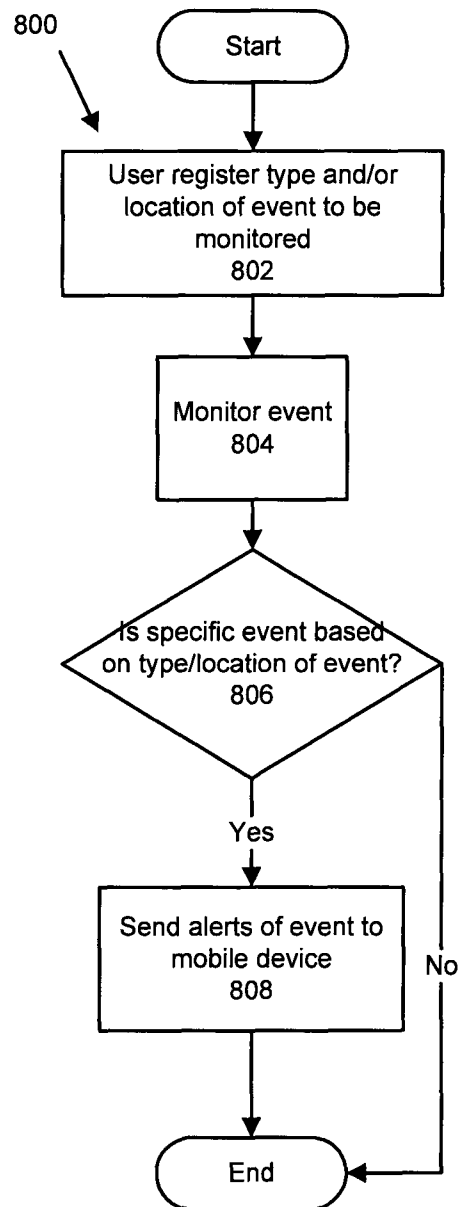 800
Start
User register type and/or
location of event to be
monitored
802
Monitor event
804
Is specific event based
on type/location of event?
806
Yes
Send alerts of event to
mobile device
808
No
End